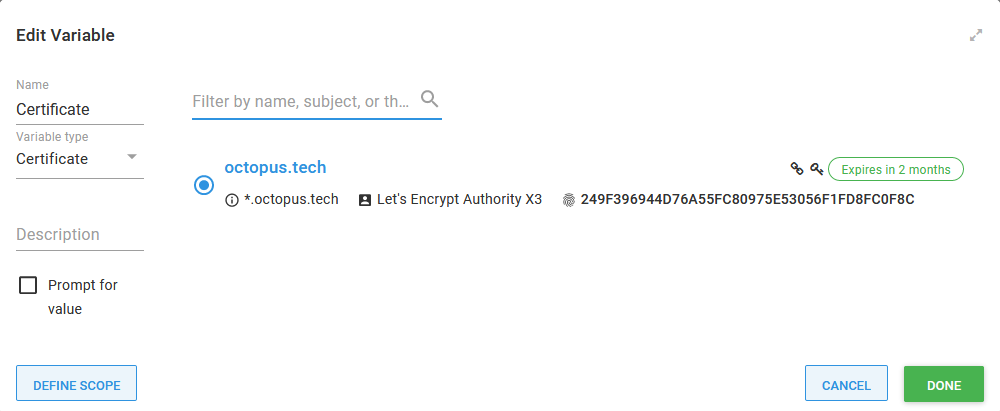 Edit Variable
Name
Certificate
Variable type
Certificate
Description
Prompt for
value
Filter by name, subject, or th...
octopus.tech
Expires in 2 months
*.octopus.tech Let's Encrypt Authority X3 249F396944D76A55FC80975E53056F1FD8FC0F8C
DEFINE SCOPE
CANCEL
DONE